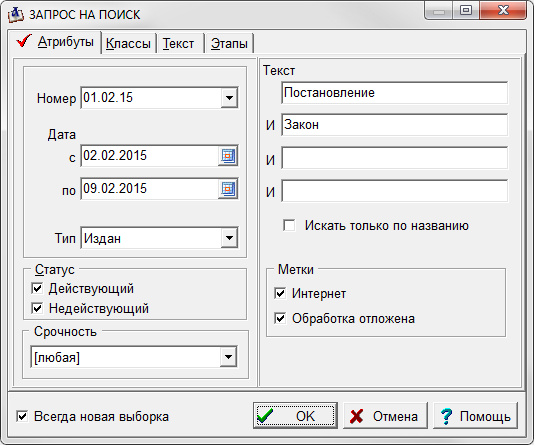 ЗАПРОС НА ПОИСК
Атрибуты Классы Текст Этапы
Номер 01.02.15
Дата
с 02.02.2015
по 09.02.2015
Тип Издан
Статус
Действующий
Недействующий
Срочность
[любая]
Текст
Постановление
И Закон
И
И
Искать только по названию
Метки
Интернет
Обработка отложена
Всегда новая выборка
OK Отмена ? Помощь